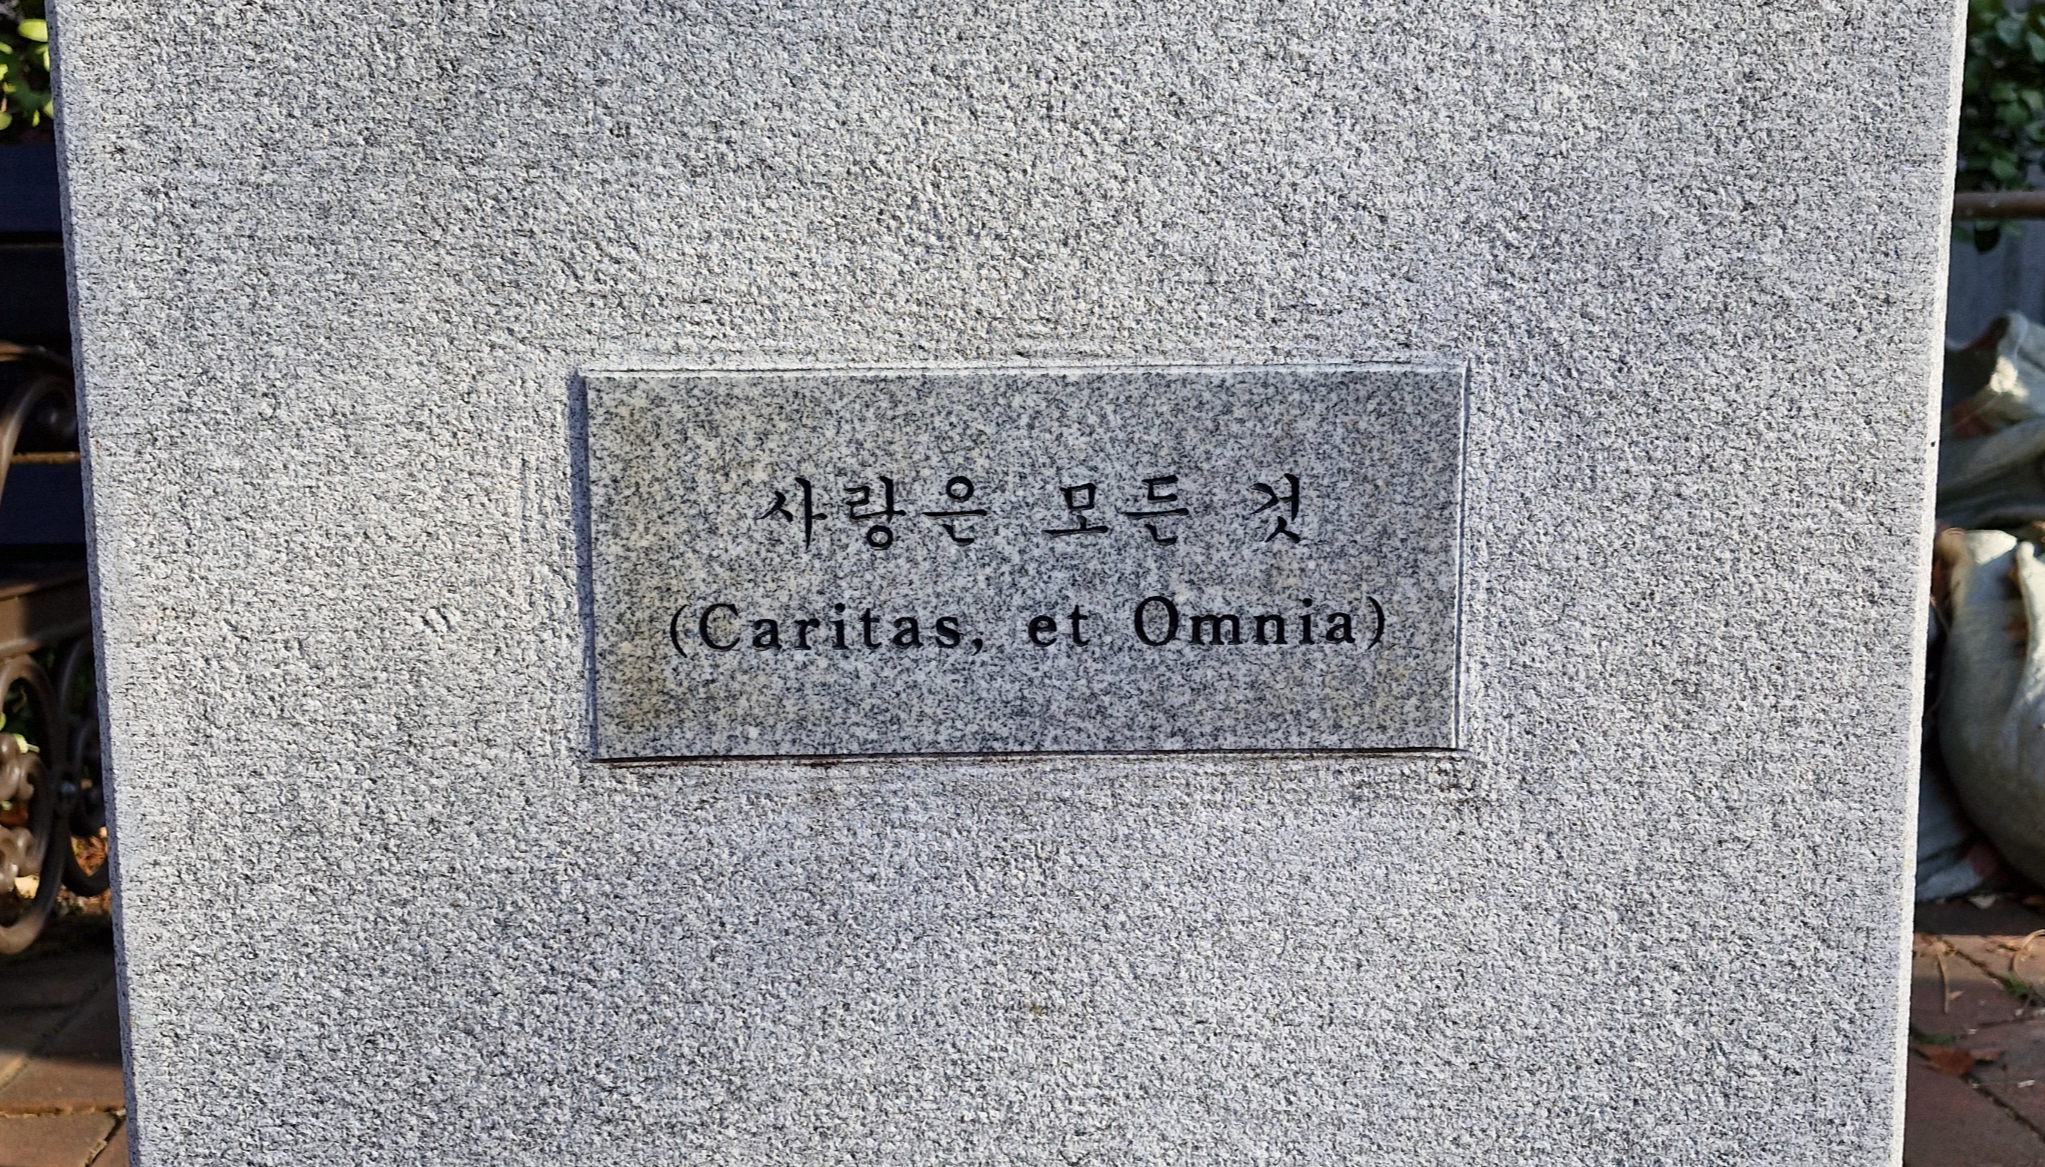 사랑은 모든 것
(Caritas, et Omnia)